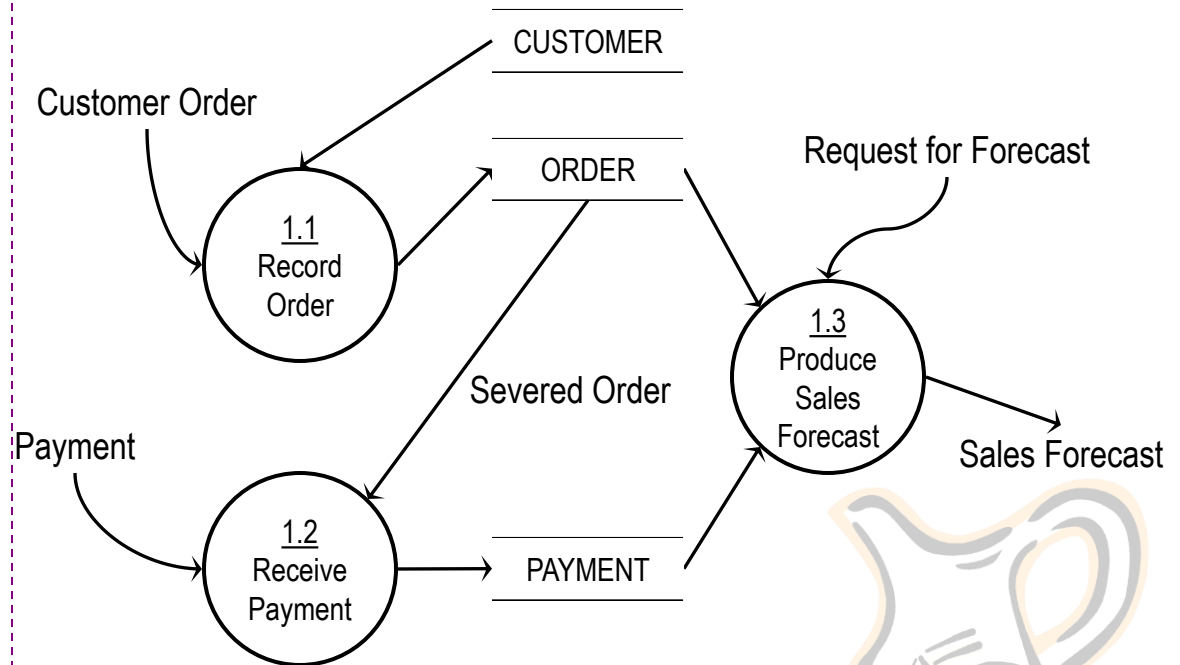 CUSTOMER
Customer Order
ORDER
Request for Forecast
1.1
Record
Order
1.3
Produce
Sales
Forecast
Severed Order
Payment
Sales Forecast
1.2
Receive
Payment
PAYMENT